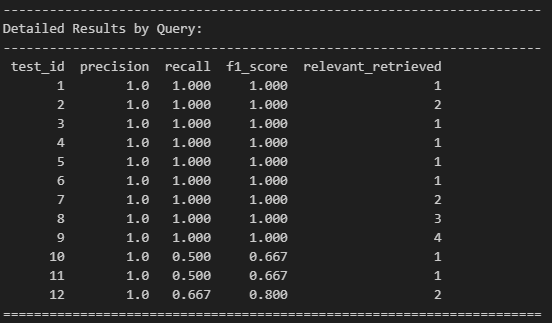 ----------------------------------------------------------------------
Detailed Results by Query:
----------------------------------------------------------------------
 test_id  precision  recall  f1_score  relevant_retrieved
       1        1.0   1.000     1.000                   1
       2        1.0   1.000     1.000                   2
       3        1.0   1.000     1.000                   1
       4        1.0   1.000     1.000                   1
       5        1.0   1.000     1.000                   1
       6        1.0   1.000     1.000                   1
       7        1.0   1.000     1.000                   2
       8        1.0   1.000     1.000                   3
       9        1.0   1.000     1.000                   4
      10        1.0   0.500     0.667                   1
      11        1.0   0.500     0.667                   1
      12        1.0   0.667     0.800                   2
======================================================================